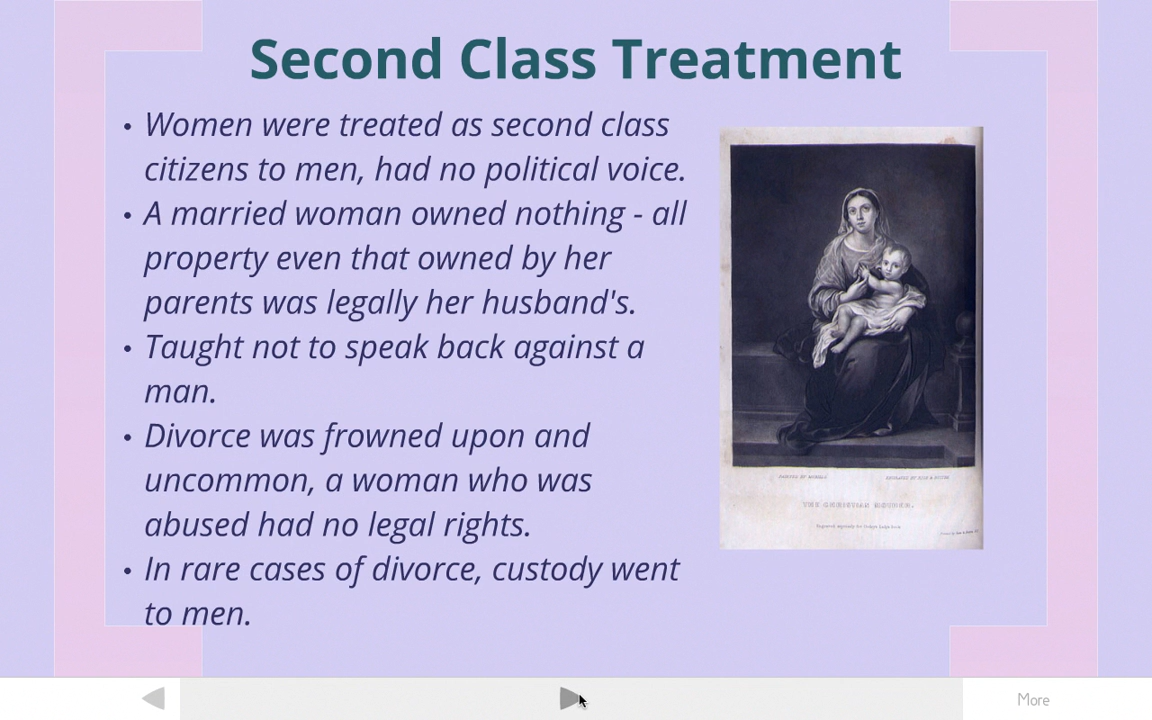 Second Class Treatment
• Women were treated as second class
citizens to men, had no political voice.
• A married woman owned nothing - all
property even that owned by her
parents was legally her husband's.
• Taught not to speak back against a
man.
• Divorce was frowned upon and
uncommon, a woman who was
abused had no legal rights.
• In rare cases of divorce, custody went
to men.
THE CHRISTIAN MOTHER.
More